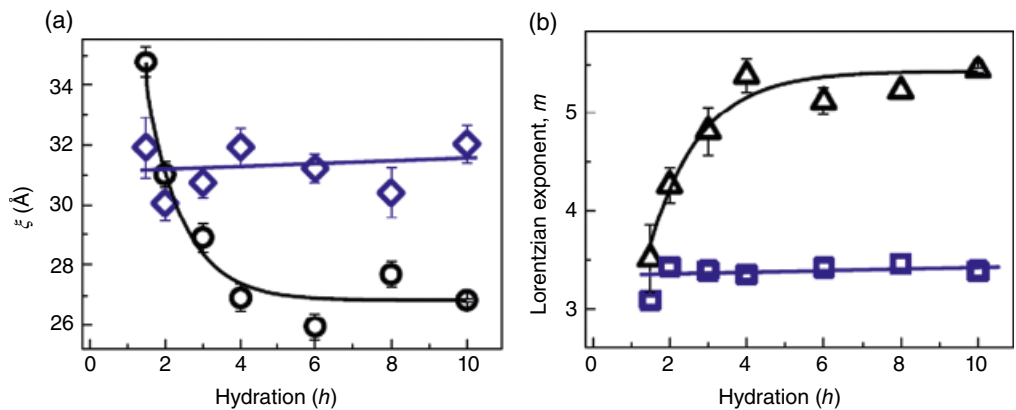 (a)
34
32
30
28
26
ξ (Å)
0 2 4 6 8 10
Hydration (h)
(b)
5
4
3
Lorentzian exponent, m
0 2 4 6 8 10
Hydration (h)